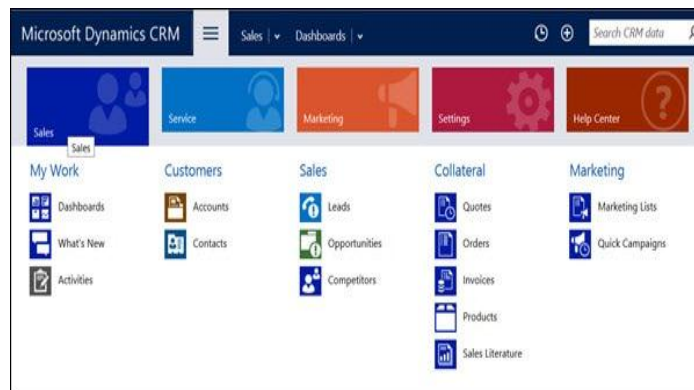 Microsoft Dynamics CRM Sales Dashboards Search CRM data
Sales Service Marketing Settings Help Center
Sales
My Work Customers Sales Collateral Marketing
Dashboards Accounts Leads Quotes Marketing Lists
What's New Contacts Opportunities Orders Quick Campaigns
Activities Competitors Invoices
Products
Sales Literature